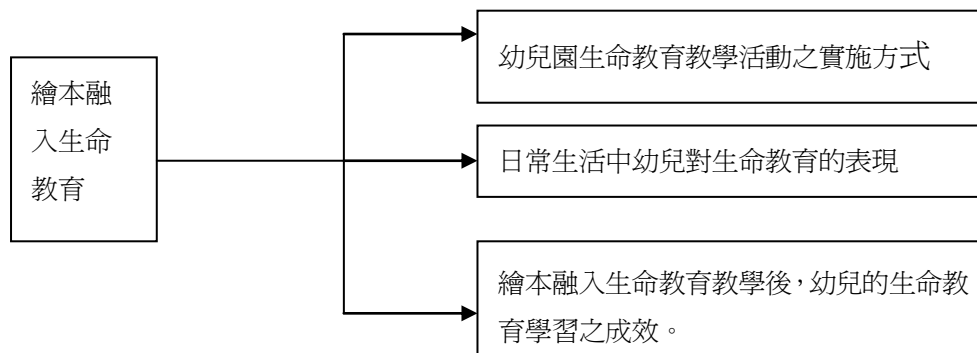 繪本融
入生命
教育
幼兒園生命教育教學活動之實施方式
日常生活中幼兒對生命教育的表現
繪本融入生命教育教學後，幼兒的生命教
育學習之成效。